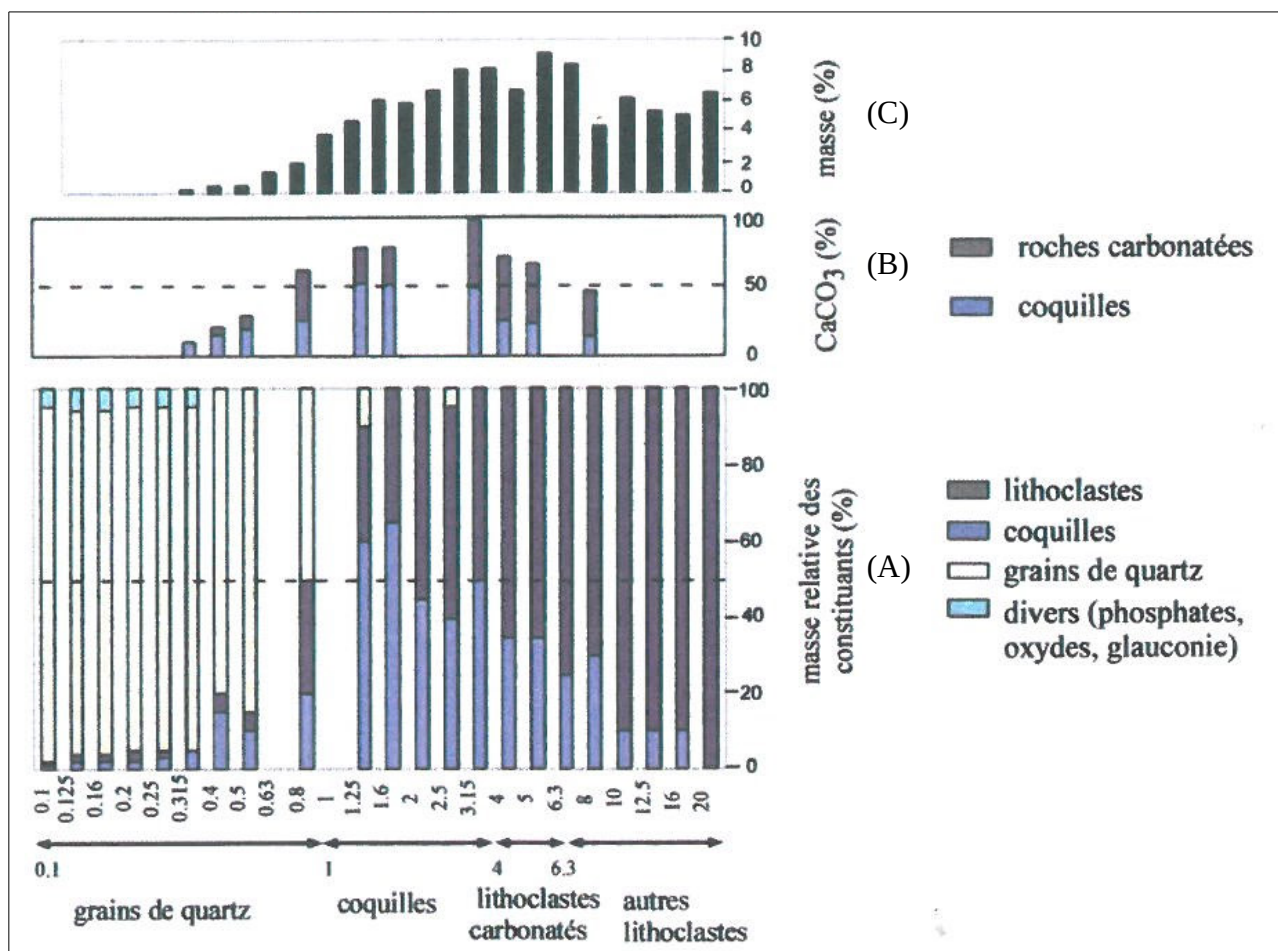 10
8
6
4
2
0
masse (%)
(C)
100
50
0
CaCO3 (%)
(B)
roches carbonatées
coquilles
100
80
60
40
20
0
masse relative des
constituants (%)
(A)
lithoclastes
coquilles
grains de quartz
divers (phosphates,
oxydes, glauconie)
0.1 0.125 0.16 0.2 0.25 0.315 0.4 0.5 0.63 0.8 1 1.25 1.6 2 2.5 3.15 4 5 6.3 8 10 12.5 16 20
0.1 1 4 6.3
grains de quartz
coquilles
lithoclastes
carbonatés
autres
lithoclastes